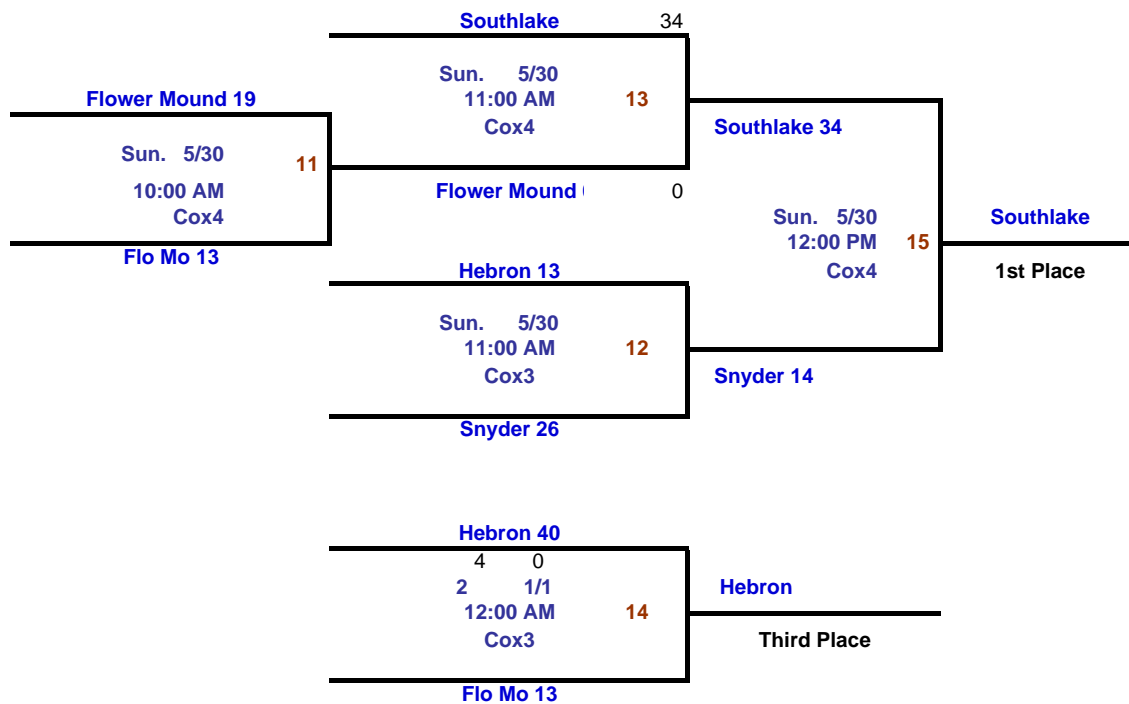 Southlake 34
Sun. 5/30
11:00 AM 13
Cox4
Flower Mound 0
Flower Mound 19
Sun. 5/30 11
10:00 AM
Cox4
Flo Mo 13
Southlake 34
Sun. 5/30
12:00 PM 15
Cox4
Southlake
1st Place
Hebron 13
Sun. 5/30
11:00 AM 12
Cox3
Snyder 26
Snyder 14
Hebron 40
4 0
2 1/1
12:00 AM 14
Cox3
Flo Mo 13
Hebron
Third Place